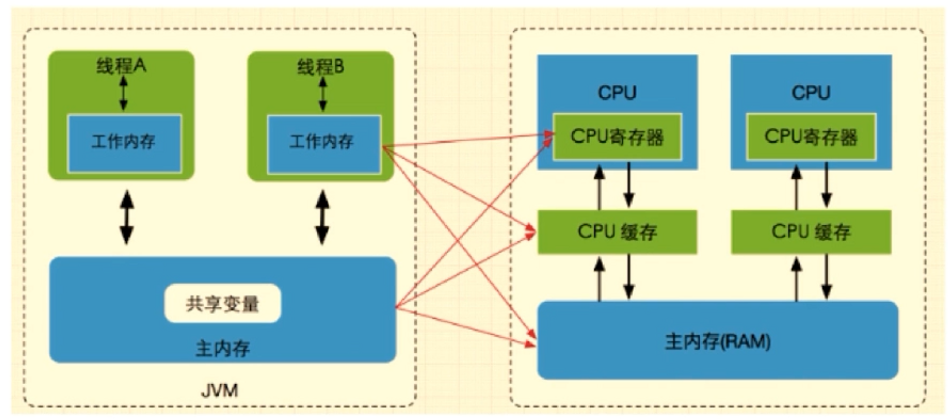 线程A
工作内存
线程B
工作内存
共享变量
主内存
JVM
CPU
CPU寄存器
CPU 缓存
CPU
CPU寄存器
CPU 缓存
主内存(RAM)